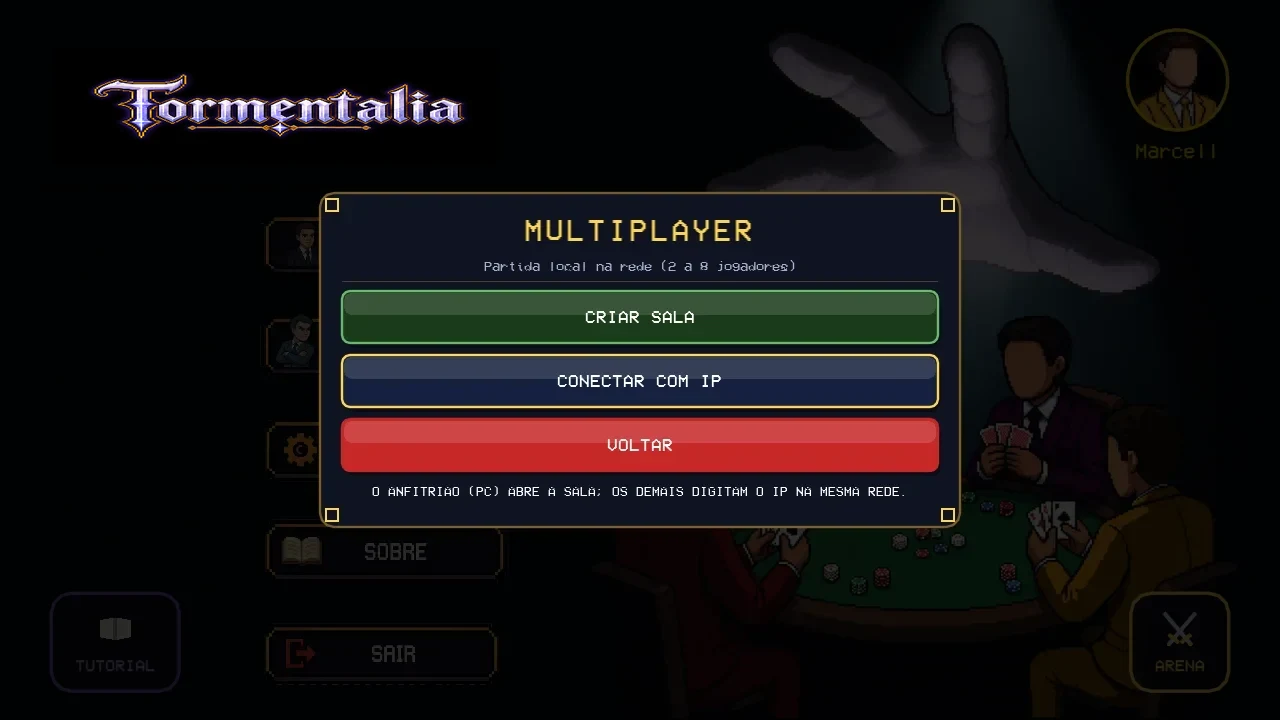 Tormentalia
Marcell
MULTIPLAYER
Partida local na rede (2 a 8 jogadores)
CRIAR SALA
CONECTAR COM IP
VOLTAR
O ANFITRIAO (PC) ABRE A SALA; OS DEMAIS DIGITAM O IP NA MESMA REDE.
SOBRE
SAIR
TUTORIAL
ARENA